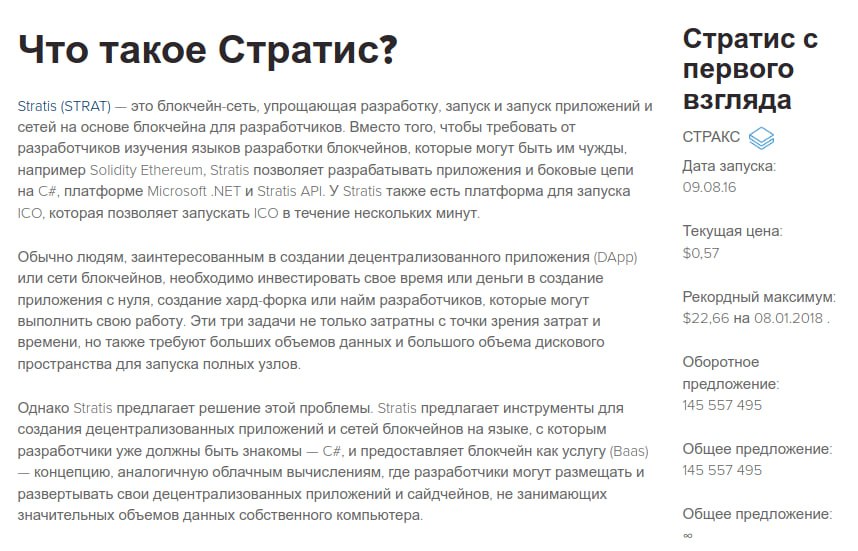 Что такое Стратис?
Stratis (STRAT) — это блокчейн-сеть, упрощающая разработку, запуск и запуск приложений и
сетей на основе блокчейна для разработчиков. Вместо того, чтобы требовать от
разработчиков изучения языков разработки блокчейнов, которые могут быть им чужды,
например Solidity Ethereum, Stratis позволяет разрабатывать приложения и боковые цепи
на C#, платформе Microsoft .NET и Stratis API. У Stratis также есть платформа для запуска
ICO, которая позволяет запускать ICO в течение нескольких минут.
Обычно людям, заинтересованным в создании децентрализованного приложения (DApp)
или сети блокчейнов, необходимо инвестировать свое время или деньги в создание
приложения с нуля, создание хард-форка или найм разработчиков, которые могут
выполнить свою работу. Эти три задачи не только затратны с точки зрения затрат и
времени, но также требуют больших объемов данных и большого объема дискового
пространства для запуска полных узлов.
Однако Stratis предлагает решение этой проблемы. Stratis предлагает инструменты для
создания децентрализованных приложений и сетей блокчейнов на языке, с которым
разработчики уже должны быть знакомы — C#, и предоставляет блокчейн как услугу (Baas)
— концепцию, аналогичную облачным вычислениям, где разработчики могут размещать и
развертывать свои децентрализованных приложений и сайдчейнов, не занимающих
значительных объемов данных собственного компьютера.
Стратис с
первого
взгляда
СТРАКС
Дата запуска:
09.08.16
Текущая цена:
$0,57
Рекордный максимум:
$22,66 на 08.01.2018 .
Оборотное
предложение:
145 557 495
Общее предложение:
145 557 495
Общее предложение:
∞